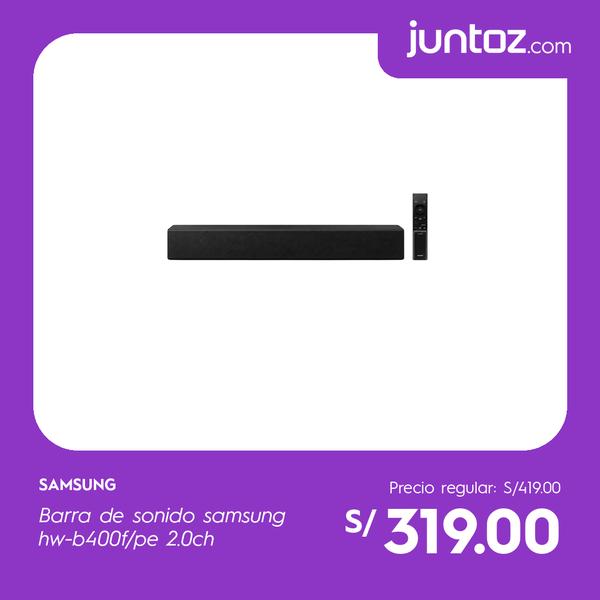 juntoz.com
SAMSUNG
Barra de sonido samsung
hw-b400f/pe 2.0ch
Precio regular: S/419.00
S/ 319.00